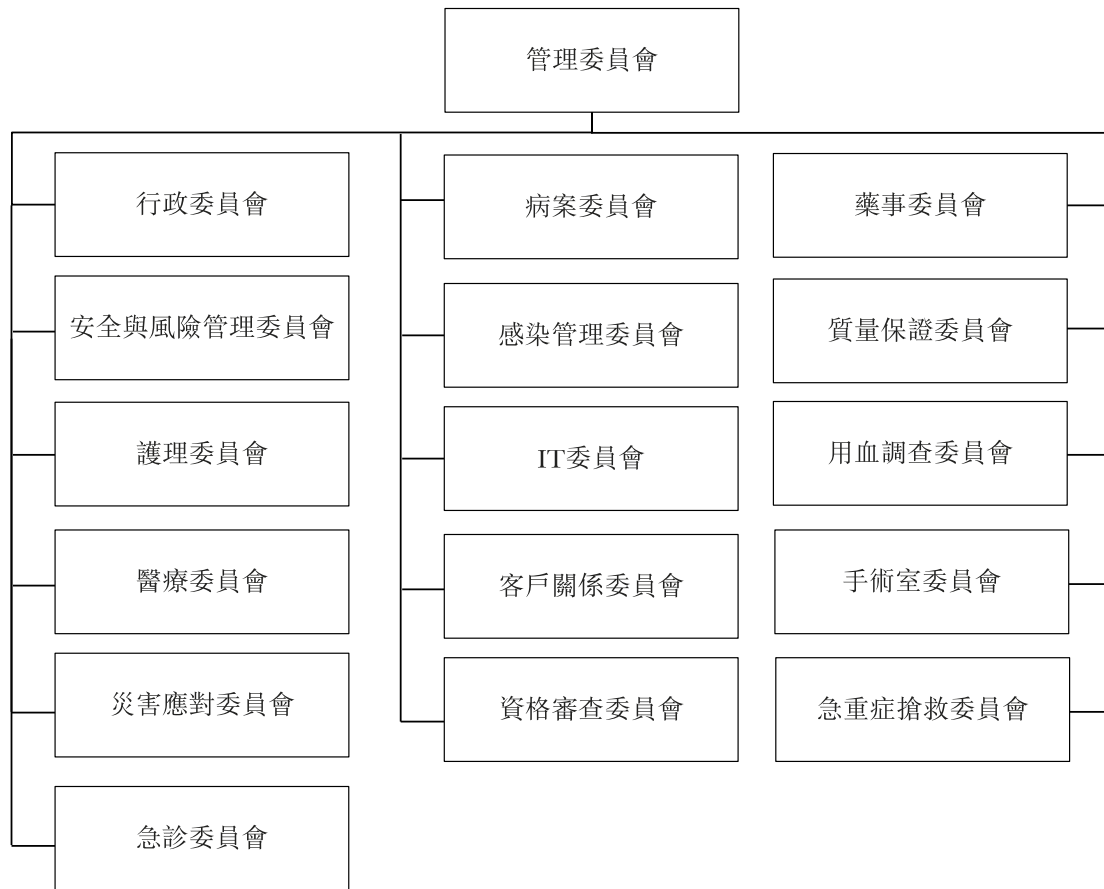 管理委員會
行政委員會
安全與風險管理委員會
護理委員會
醫療委員會
災害應對委員會
急診委員會
病案委員會
感染管理委員會
IT委員會
客戶關係委員會
資格審查委員會
藥事委員會
質量保證委員會
用血調查委員會
手術室委員會
急重症搶救委員會